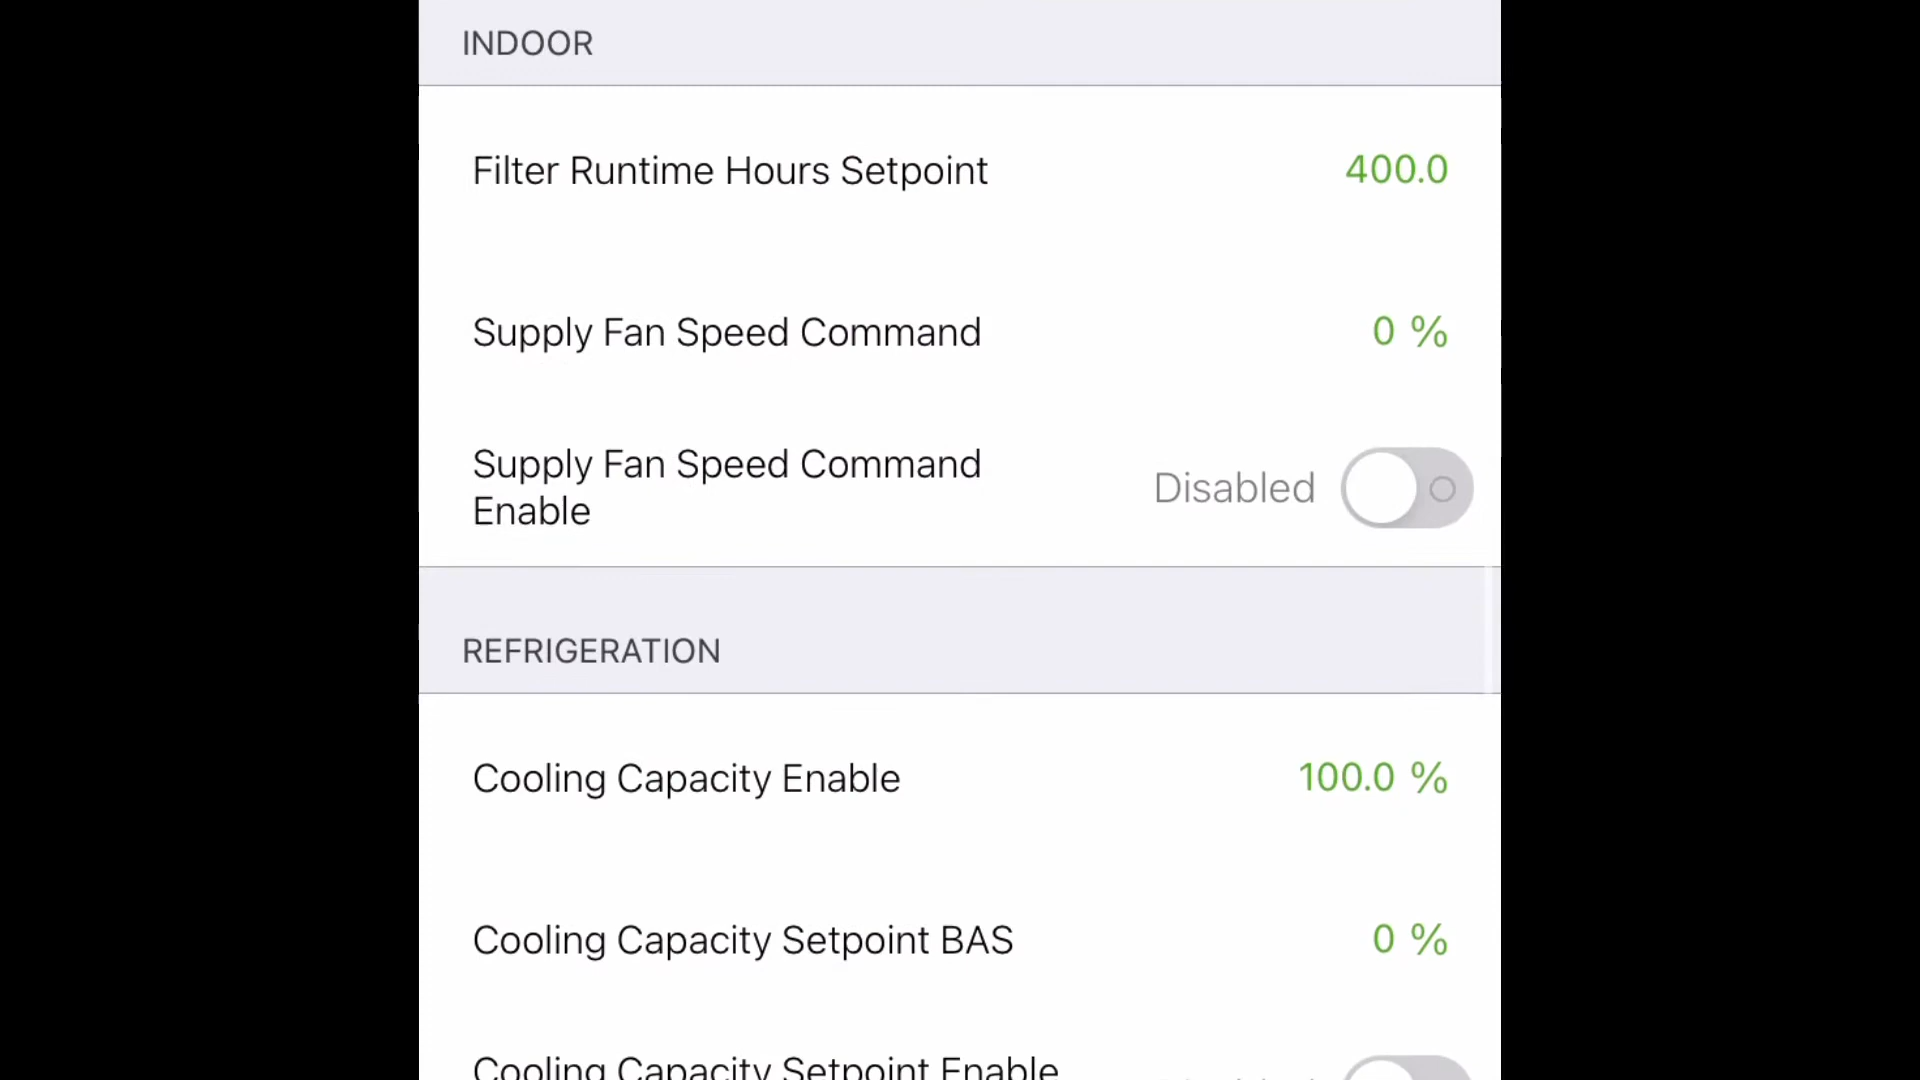 INDOOR
Filter Runtime Hours Setpoint 400.0
Supply Fan Speed Command 0 %
Supply Fan Speed Command
Enable
Disabled
REFRIGERATION
Cooling Capacity Enable 100.0 %
Cooling Capacity Setpoint BAS 0 %
Cooling Capacity Setpoint Enable